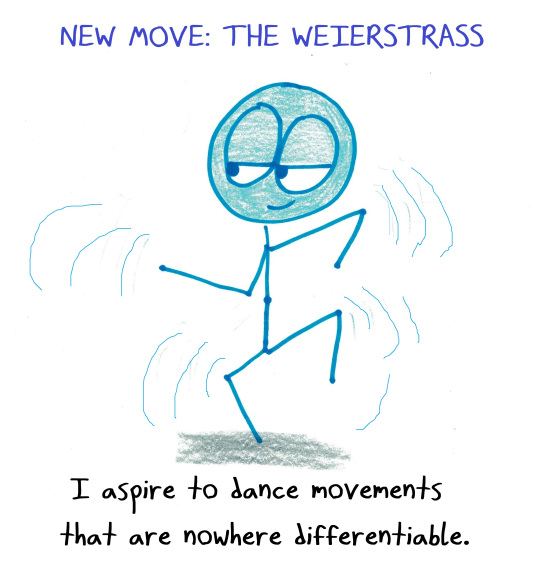 NEW MOVE: THE WEIERSTRASS
I aspire to dance movements
that are nowhere differentiable.